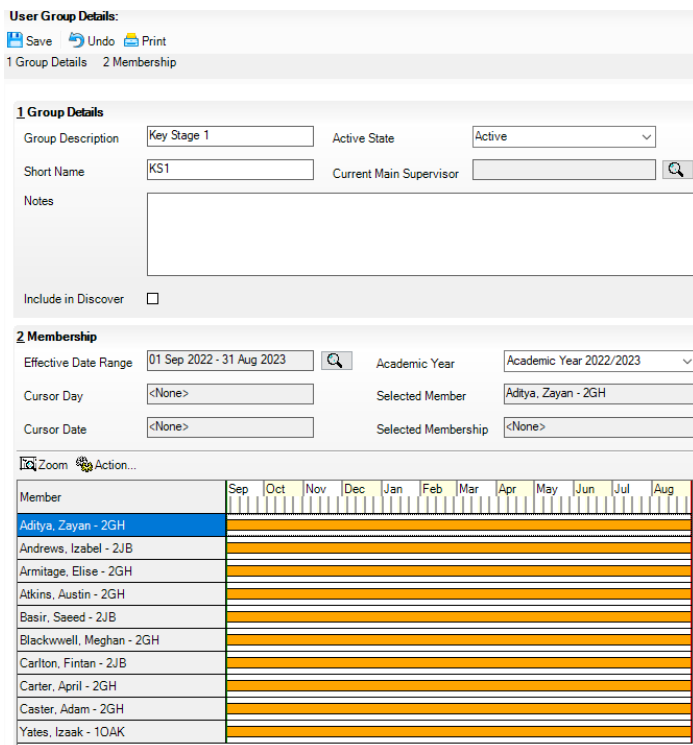 User Group Details:
Save Undo Print
1 Group Details 2 Membership
1 Group Details
Group Description Key Stage 1 Active State Active
Short Name KS1 Current Main Supervisor
Notes
Include in Discover
2 Membership
Effective Date Range 01 Sep 2022 - 31 Aug 2023 Academic Year Academic Year 2022/2023
Cursor Day <None> Selected Member Aditya, Zayan - 2GH
Cursor Date <None> Selected Membership <None>
Zoom Action...
Member Sep Oct Nov Dec Jan Feb Mar Apr May Jun Jul Aug
Aditya, Zayan - 2GH
Andrews, Izabel - 2JB
Armitage, Elise - 2GH
Atkins, Austin - 2GH
Basir, Saeed - 2JB
Blackwwell, Meghan - 2GH
Carlton, Fintan - 2JB
Carter, April - 2GH
Caster, Adam - 2GH
Yates, Izaak - 1OAK